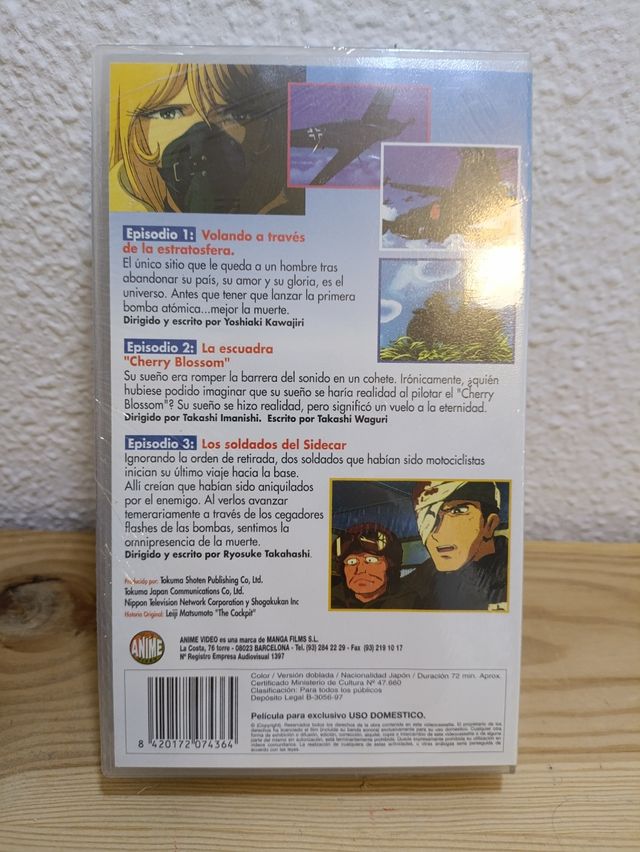 Episodio 1: Volando a través
de la estratosfera.
El único sitio que le queda a un hombre tras
abandonar su país, su amor y su gloria, es el
universo. Antes que tener que lanzar la primera
bomba atómica...mejor la muerte.
Dirigido y escrito por Yoshiaki Kawajiri
Episodio 2: La escuadra
"Cherry Blossom"
Su sueño era romper la barrera del sonido en un cohete. Irónicamente, ¿quién
hubiese podido imaginar que su sueño se haría realidad al pilotar el "Cherry
Blossom"? Su sueño se hizo realidad, pero significó un vuelo a la eternidad.
Dirigido por Takashi Imanishi. Escrito por Takashi Waguri
Episodio 3: Los soldados del Sidecar
Ignorando la orden de retirada, dos soldados que habían sido motociclistas
inician su último viaje hacia la base.
Allí creían que habían sido aniquilados
por el enemigo. Al verlos avanzar
temerariamente a través de los cegadores
flashes de las bombas, sentimos la
omnipresencia de la muerte.
Dirigido y escrito por Ryosuke Takahashi.
Producido por: Tokuma Shoten Publishing Co, Ltd.
Tokuma Japan Communications Co, Ltd.
Nippon Television Network Corporation y Shogakukan Inc
Historia Original: Leiji Matsumoto "The Cockpit"
ANIME
ANIME VIDEO es una marca de MANGA FILMS S.L.
La Costa, 76 torre - 08023 BARCELONA - Tel. (93) 284 22 29 - Fax (93) 219 10 17
Nº Registro Empresa Audiovisual 1397
Color / Versión doblada / Nacionalidad Japón / Duración 72 min. Aprox.
Certificado Ministerio de Cultura Nº 47.660
Clasificación: Para todos los públicos
Depósito Legal B-3056-97
Película para exclusivo USO DOMESTICO.
8 420172 074364